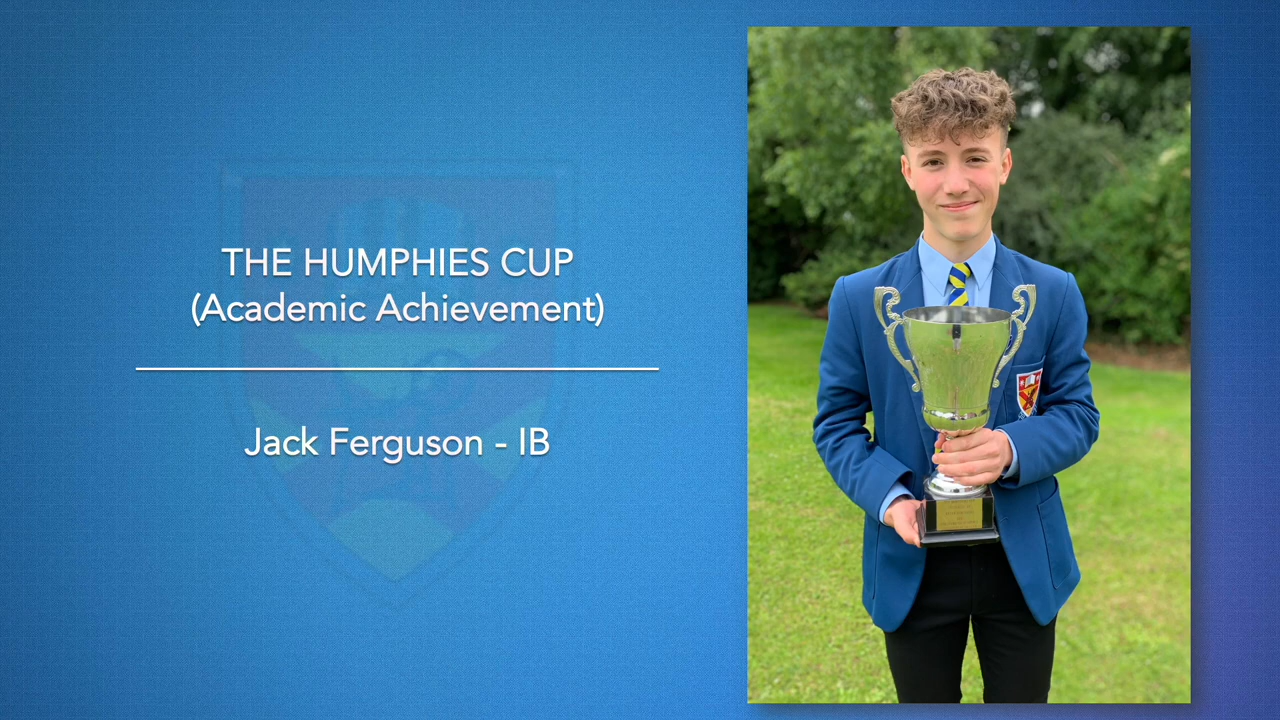 THE HUMPHIES CUP
(Academic Achievement)
Jack Ferguson - IB